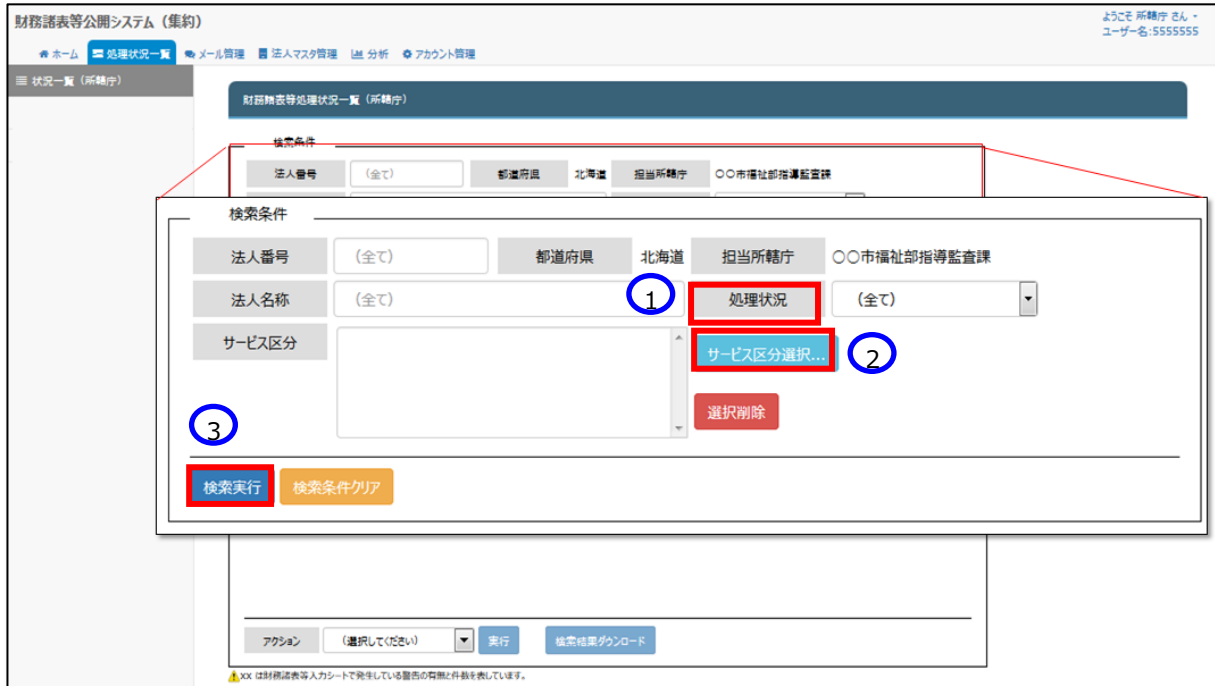 財務諸表等公開システム（集約）
ようこそ 所轄庁 さん
ユーザー名:5555555
ホーム 処理状況一覧 メール管理 法人マスタ管理 分析 アカウント管理
状況一覧（所轄庁）
財務諸表等処理状況一覧（所轄庁）
検索条件
法人番号 （全て） 都道府県 北海道 担当所轄庁 〇〇市福祉部指導監査課
検索条件
法人番号 （全て） 都道府県 北海道 担当所轄庁 〇〇市福祉部指導監査課
法人名称 （全て） 1 処理状況 （全て）
サービス区分 サービス区分選択... 2
選択削除
3
検索実行 検索条件クリア
アクション （選択してください） 実行 検索結果ダウンロード
xx は財務諸表等入力シートで発生している警告の有無と件数を表しています。